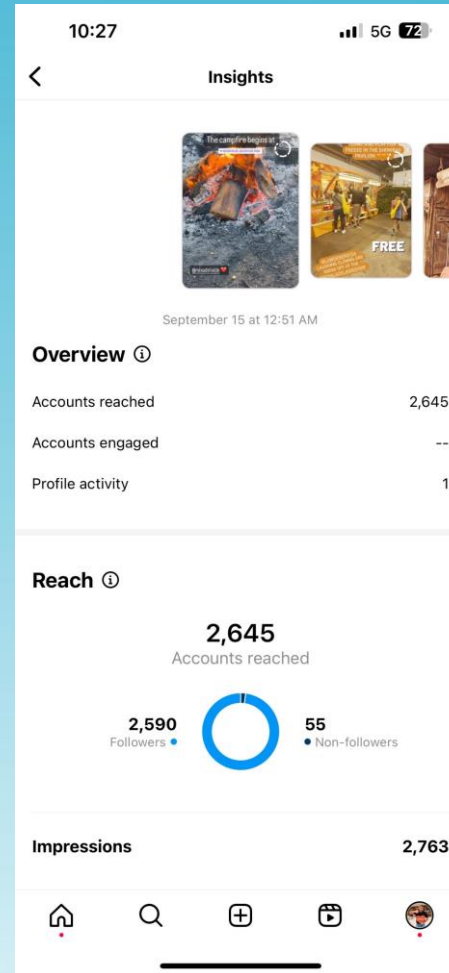 10:27
5G 72
Insights
The campfire begins at
FREE
September 15 at 12:51 AM
Overview
Accounts reached 2,645
Accounts engaged --
Profile activity 1
Reach
2,645
Accounts reached
2,590
Followers
55
Non-followers
Impressions 2,763